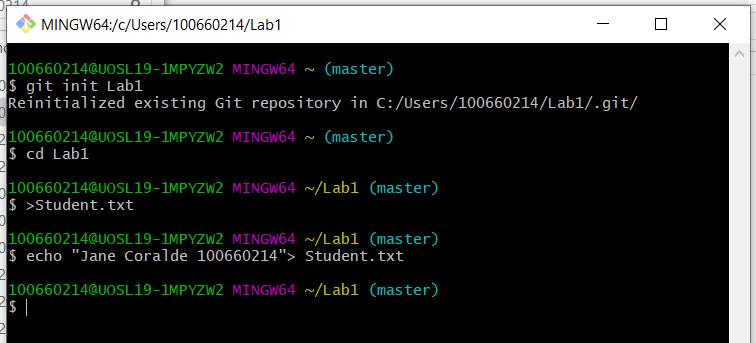 MINGW64:/c/Users/100660214/Lab1
100660214@UOSL19-1MPYZW2 MINGW64 ~ (master)
$ git init Lab1
Reinitialized existing Git repository in C:/Users/100660214/Lab1/.git/
100660214@UOSL19-1MPYZW2 MINGW64 ~ (master)
$ cd Lab1
100660214@UOSL19-1MPYZW2 MINGW64 ~/Lab1 (master)
$ >Student.txt
100660214@UOSL19-1MPYZW2 MINGW64 ~/Lab1 (master)
$ echo "Jane Coralde 100660214"> Student.txt
100660214@UOSL19-1MPYZW2 MINGW64 ~/Lab1 (master)
$